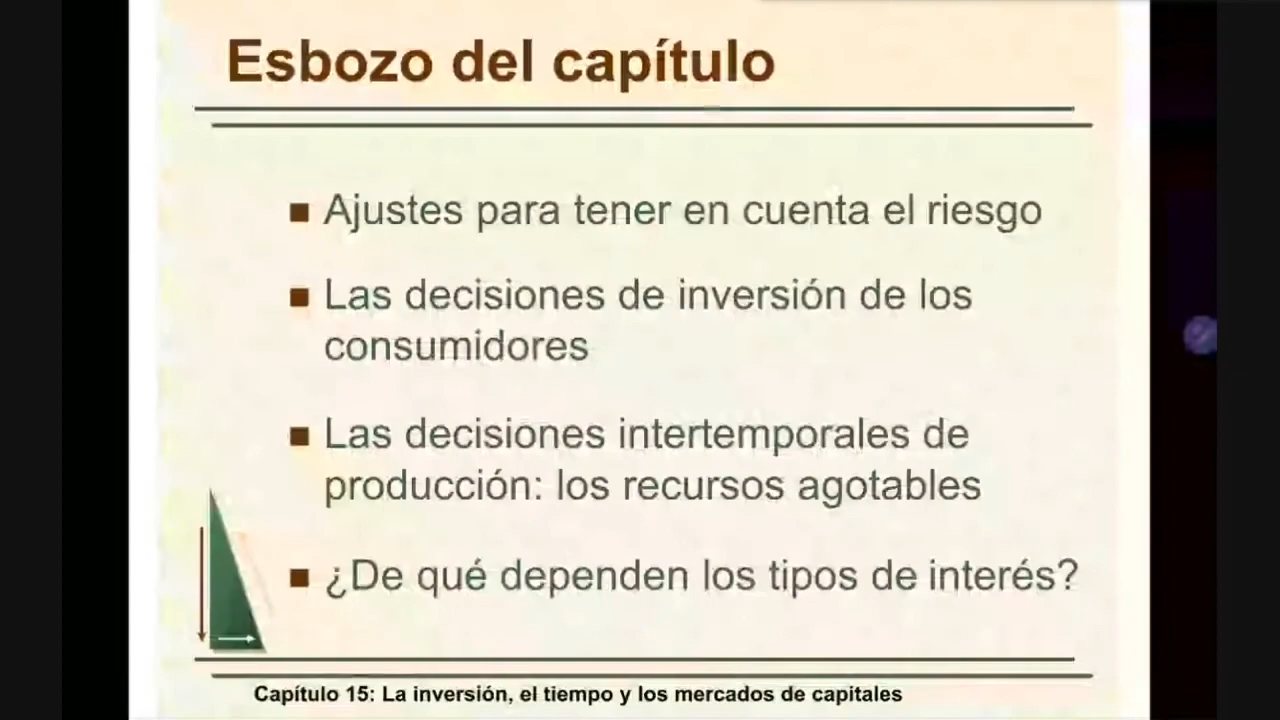 Esbozo del capítulo
■ Ajustes para tener en cuenta el riesgo
■ Las decisiones de inversión de los
consumidores
■ Las decisiones intertemporales de
producción: los recursos agotables
■ ¿De qué dependen los tipos de interés?
Capítulo 15: La inversión, el tiempo y los mercados de capitales